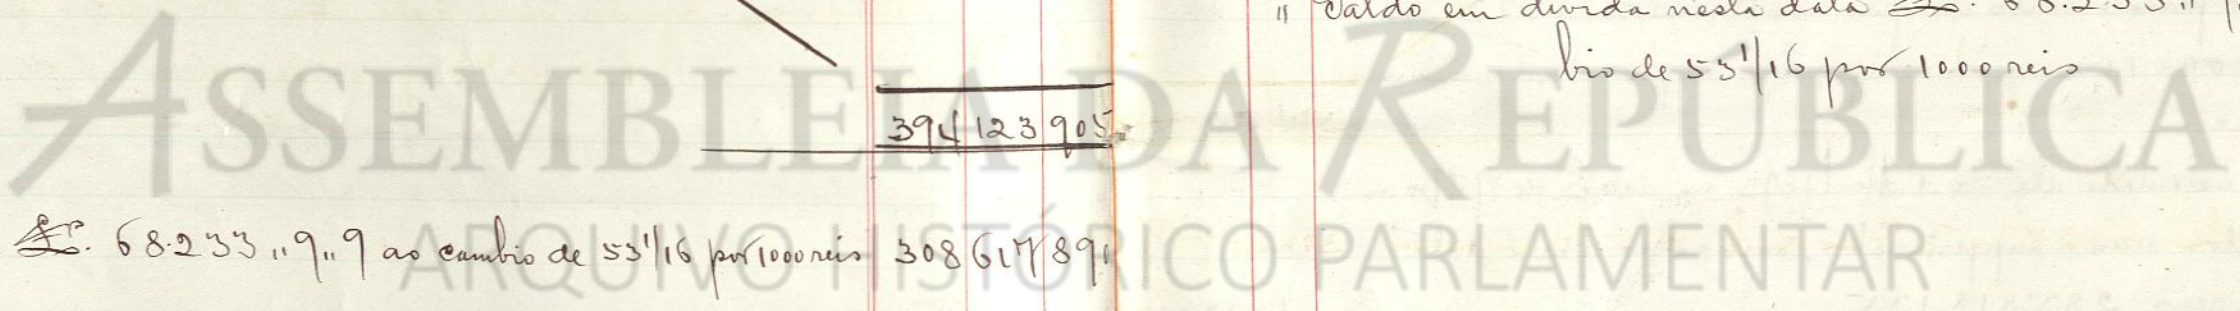 " Saldo em divida nesta data £. 68.233 "
bio de 53 1/16 por 1000 reis
394 123 905
ASSEMBLEIA DA REPÚBLICA
£. 68.233 " 9 " 9 ao cambio de 53 1/16 por 1000 reis 308 617 894
ARQUIVO HISTÓRICO PARLAMENTAR